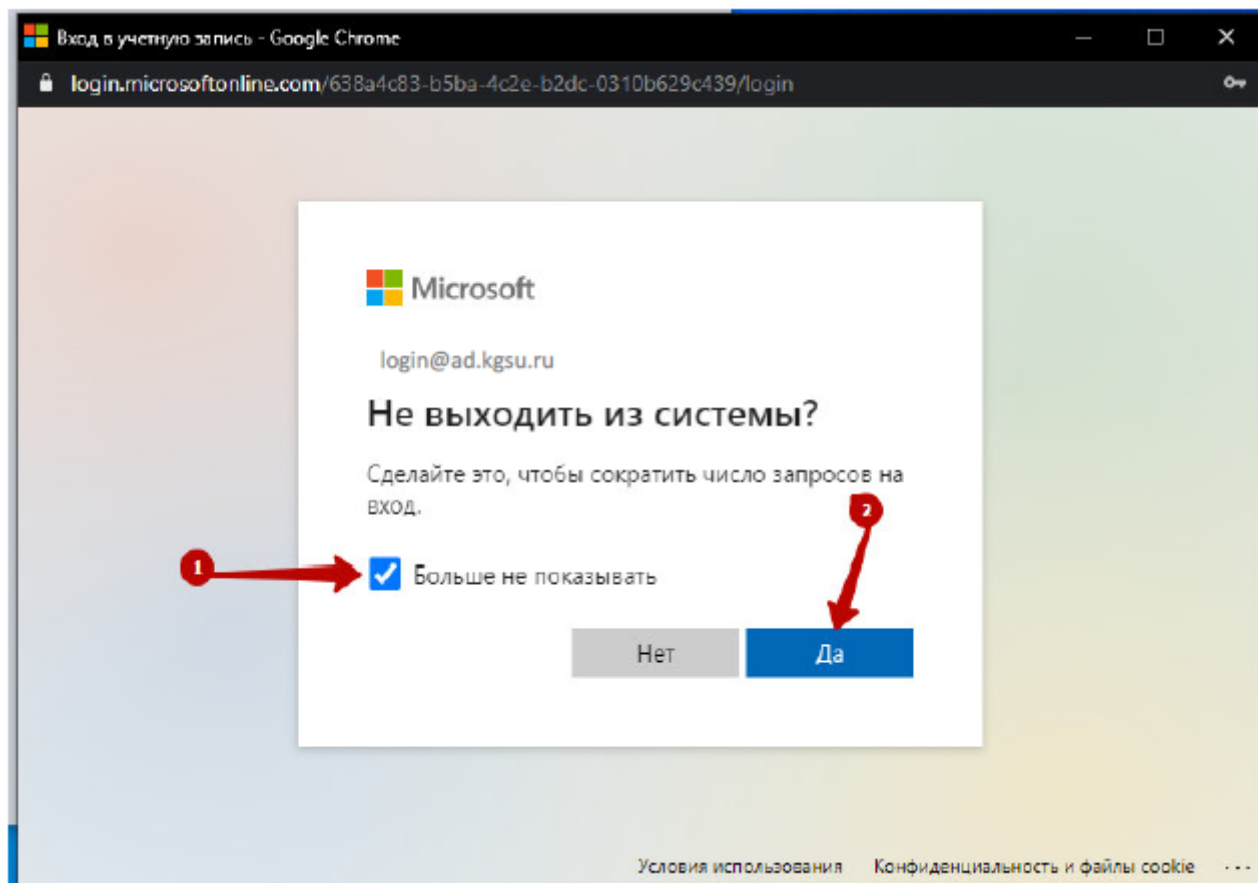 Вход в учетную запись - Google Chrome
login.microsoftonline.com/638a4c83-b5ba-4c2e-b2dc-0310b629c439/login
Microsoft
login@ad.kgsu.ru
Не выходить из системы?
Сделайте это, чтобы сократить число запросов на
вход.
2
1
Больше не показывать
Нет
Да
Условия использования
Конфиденциальность и файлы cookie
...